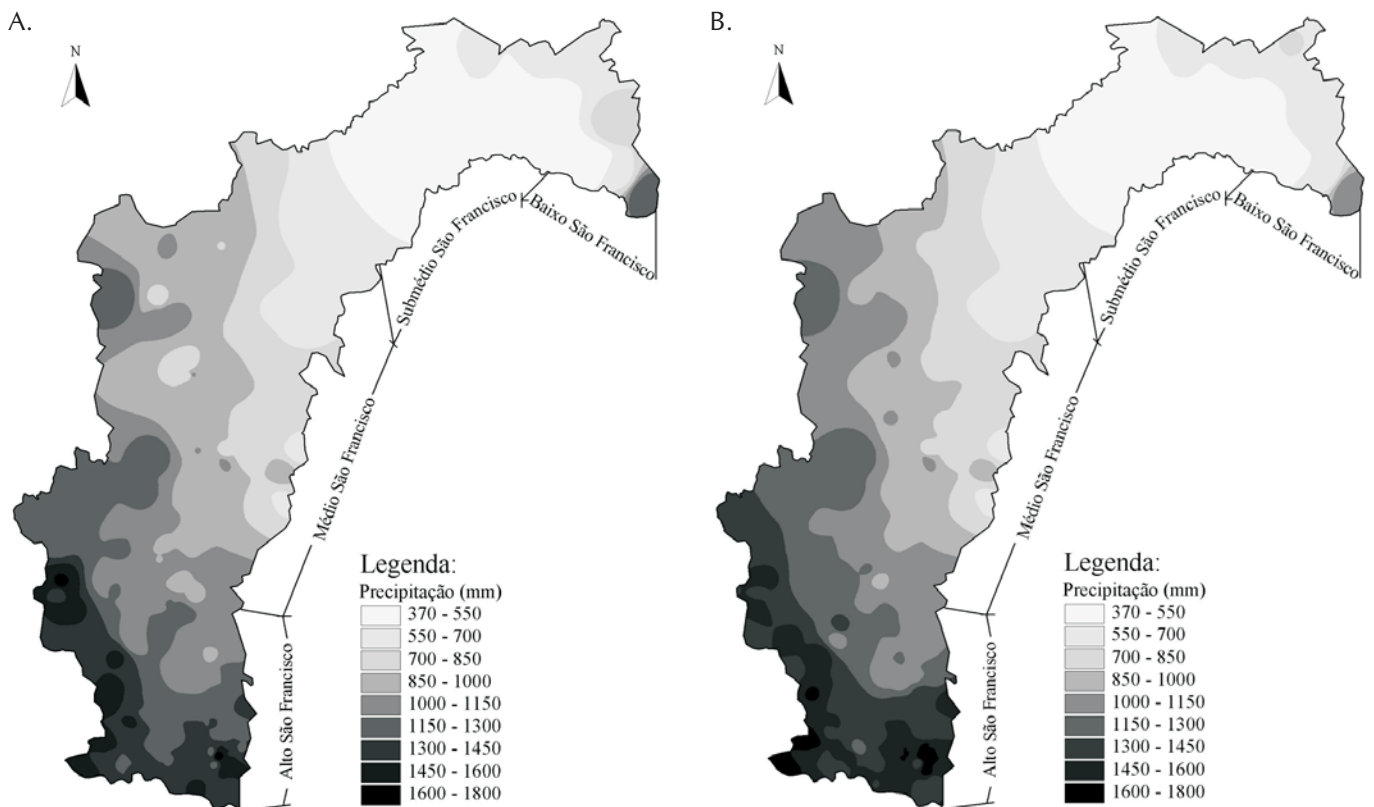 A.
N
Submédio São Francisco
Baixo São Francisco
Médio São Francisco
Alto São Francisco
Legenda:
Precipitação (mm)
370 - 550
550 - 700
700 - 850
850 - 1000
1000 - 1150
1150 - 1300
1300 - 1450
1450 - 1600
1600 - 1800
B.
N
Submédio São Francisco
Baixo São Francisco
Médio São Francisco
Alto São Francisco
Legenda:
Precipitação (mm)
370 - 550
550 - 700
700 - 850
850 - 1000
1000 - 1150
1150 - 1300
1300 - 1450
1450 - 1600
1600 - 1800